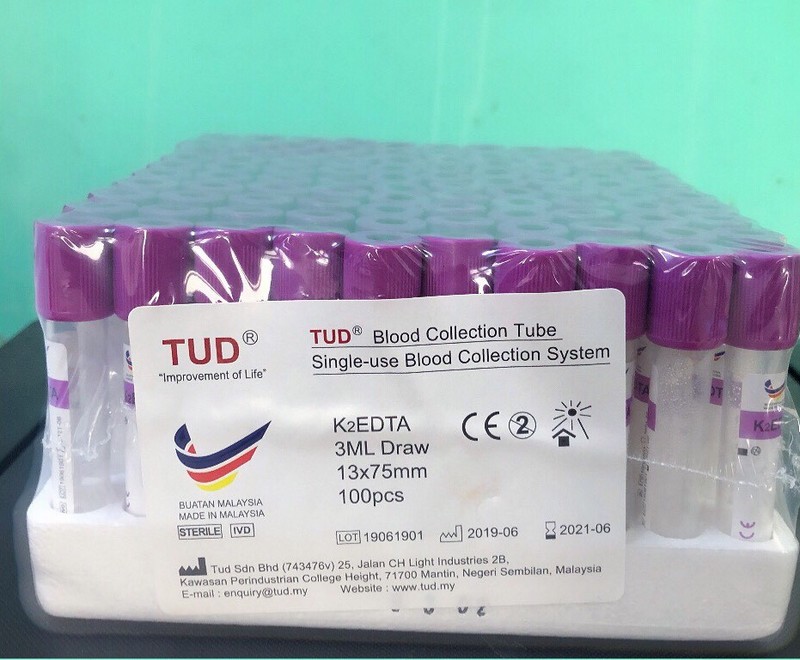 TUD®
"Improvement of Life"
TUD® Blood Collection Tube
Single-use Blood Collection System
K2EDTA
3ML Draw
13x75mm
100pcs
CE
2
BUATAN MALAYSIA
MADE IN MALAYSIA
STERILE IVD
LOT 19061901 2019-06 2021-06
Tud Sdn Bhd (743476v) 25, Jalan CH Light Industries 2B,
Kawasan Perindustrian College Height, 71700 Mantin, Negeri Sembilan, Malaysia
E-mail : enquiry@tud.my Website : www.tud.my
CE